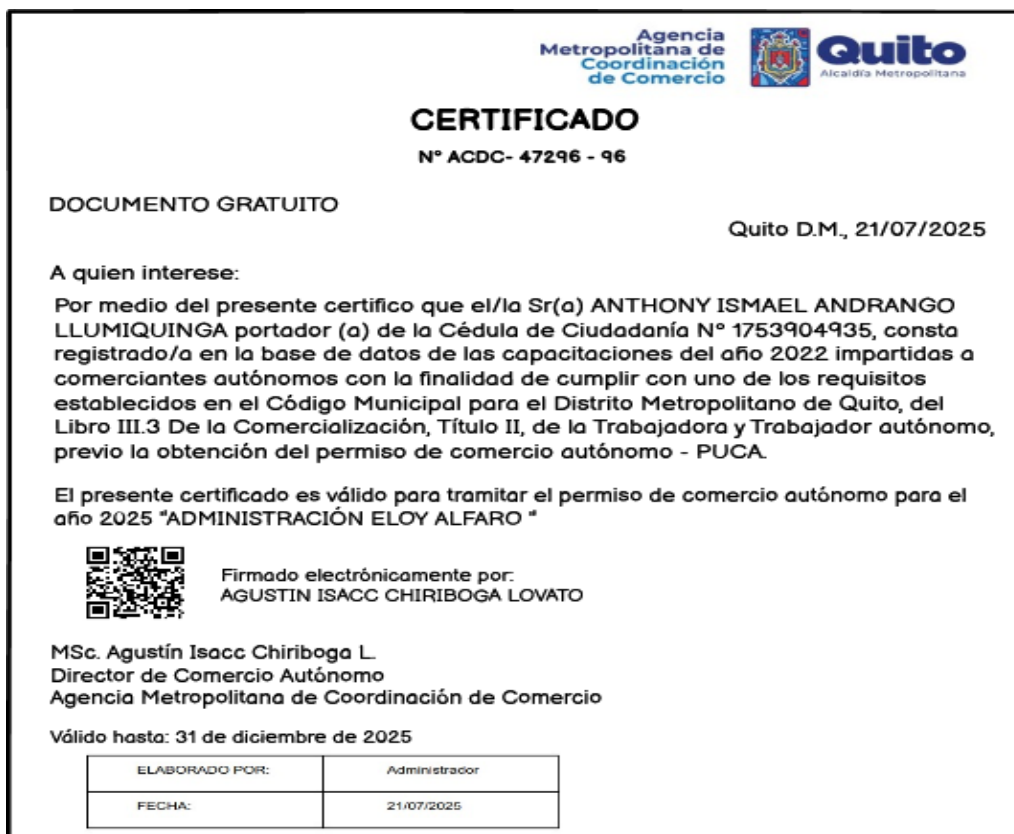 Agencia
Metropolitana de
Coordinación
de Comercio
Quito
Alcaldía Metropolitana
CERTIFICADO
N° ACDC- 47296 - 96
DOCUMENTO GRATUITO
Quito D.M., 21/07/2025
A quien interese:
Por medio del presente certifico que el/la Sr(a) ANTHONY ISMAEL ANDRANGO
LLUMIQUINGA portador (a) de la Cédula de Ciudadanía N° 1753904935, consta
registrado/a en la base de datos de las capacitaciones del año 2022 impartidas a
comerciantes autónomos con la finalidad de cumplir con uno de los requisitos
establecidos en el Código Municipal para el Distrito Metropolitano de Quito, del
Libro III.3 De la Comercialización, Título II, de la Trabajadora y Trabajador autónomo,
previo la obtención del permiso de comercio autónomo - PUCA.
El presente certificado es válido para tramitar el permiso de comercio autónomo para el
año 2025 "ADMINISTRACIÓN ELOY ALFARO "
Firmado electrónicamente por:
AGUSTIN ISACC CHIRIBOGA LOVATO
MSc. Agustín Isacc Chiriboga L.
Director de Comercio Autónomo
Agencia Metropolitana de Coordinación de Comercio
Válido hasta: 31 de diciembre de 2025
ELABORADO POR: Administrador
FECHA: 21/07/2025